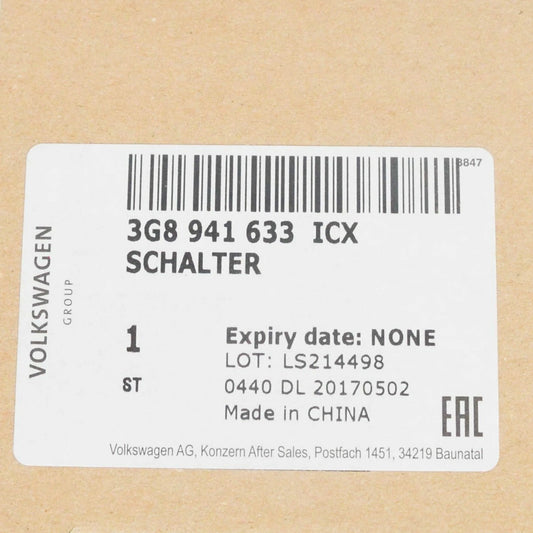 3847
3G8 941 633 ICX
SCHALTER
VOLKSWAGEN
GROUP
1
ST
Expiry date: NONE
LOT: LS214498
0440 DL 20170502
Made in CHINA
EAC
Volkswagen AG, Konzern After Sales, Postfach 1451, 34219 Baunatal